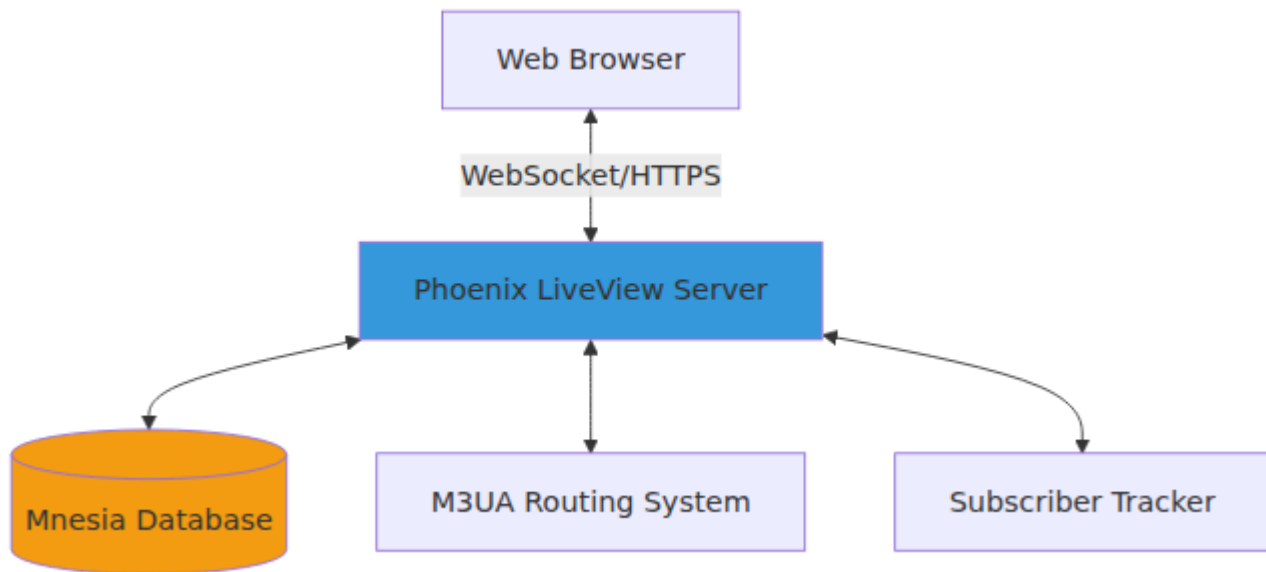 Web Browser
WebSocket/HTTPS
Phoenix LiveView Server
Mnesia Database
M3UA Routing System
Subscriber Tracker